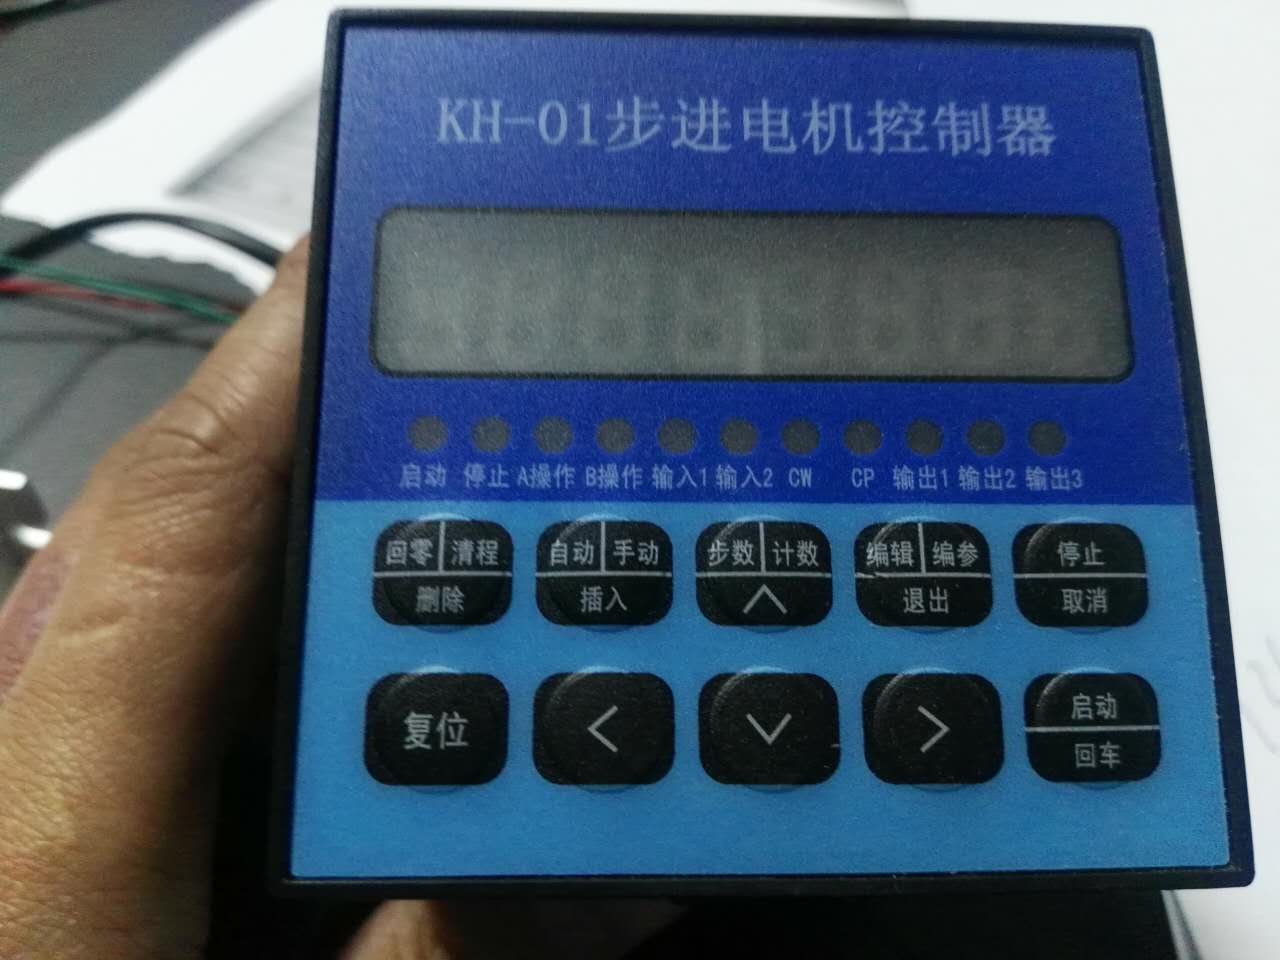 KH-01步进电机控制器
启动 停止 A操作 B操作 输入1 输入2 CW CP 输出1 输出2 输出3
回零 清程 自动 手动 步数 计数 编辑 编参 停止
删除 插入 退出 取消
复位 启动
回车